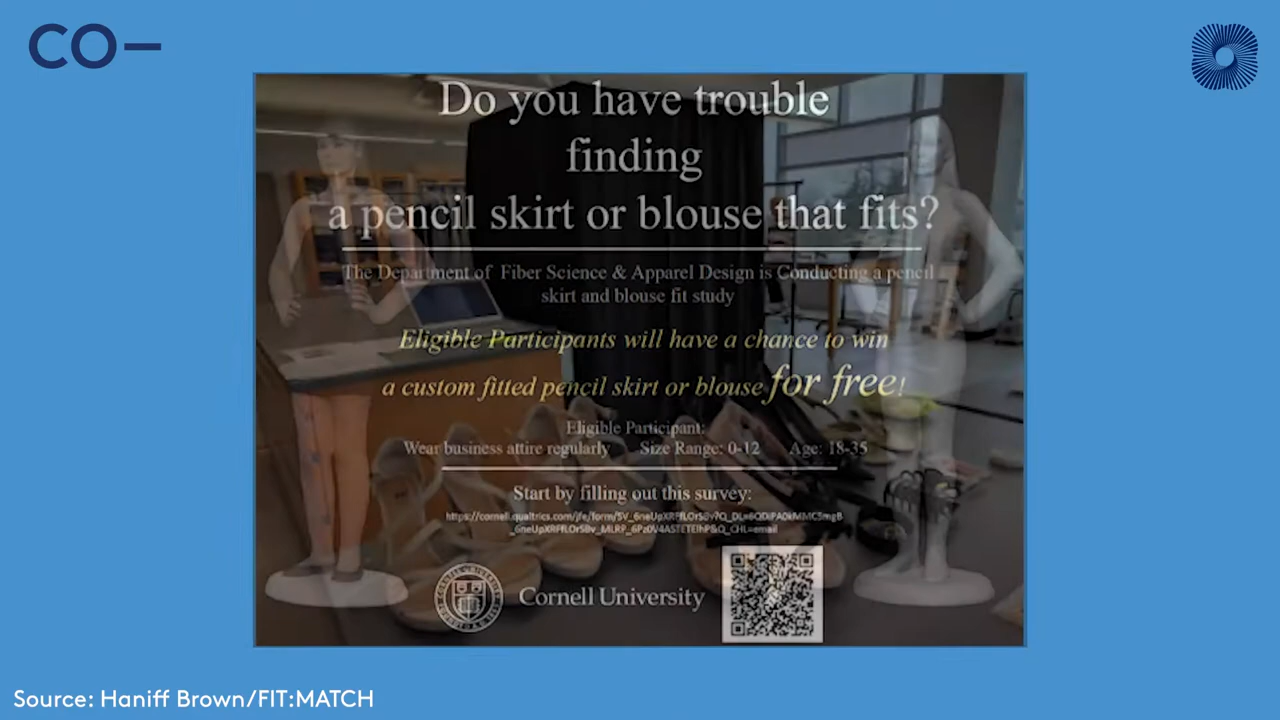 CO—
Do you have trouble
finding
a pencil skirt or blouse that fits?
The Department of Fiber Science & Apparel Design is Conducting a pencil
skirt and blouse fit study
Eligible Participants will have a chance to win
a custom fitted pencil skirt or blouse for free!
Eligible Participant:
Wear business attire regularly Size Range: 0-12 Age: 18-35
Start by filling out this survey:
Cornell University
Source: Haniff Brown/FIT:MATCH